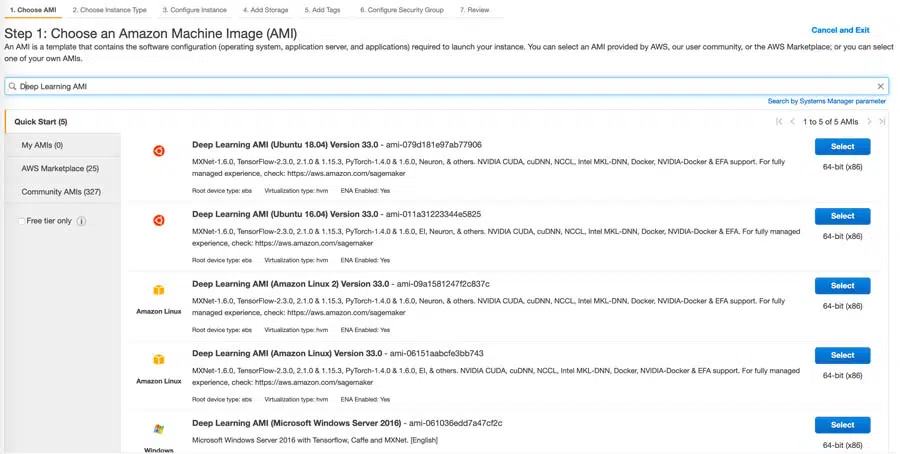 1. Choose AMI 2. Choose Instance Type 3. Configure Instance 4. Add Storage 5. Add Tags 6. Configure Security Group 7. Review
Step 1: Choose an Amazon Machine Image (AMI)
Cancel and Exit
An AMI is a template that contains the software configuration (operating system, application server, and applications) required to launch your instance. You can select an AMI provided by AWS, our user community, or the AWS Marketplace; or you can select
one of your own AMIs.
Deep Learning AMI
Search by Systems Manager parameter
Quick Start (5)
My AMIs (0)
AWS Marketplace (25)
Community AMIs (327)
Free tier only
1 to 5 of 5 AMIs
Deep Learning AMI (Ubuntu 18.04) Version 33.0 - ami-079d181e97ab77906
MXNet-1.6.0, TensorFlow-2.3.0, 2.1.0 & 1.15.3, PyTorch-1.4.0 & 1.6.0, Neuron, & others. NVIDIA CUDA, cuDNN, NCCL, Intel MKL-DNN, Docker, NVIDIA-Docker & EFA support. For fully
managed experience, check: https://aws.amazon.com/sagemaker
Root device type: ebs Virtualization type: hvm ENA Enabled: Yes
Select
64-bit (x86)
Deep Learning AMI (Ubuntu 16.04) Version 33.0 - ami-011a31223344e5825
MXNet-1.6.0, TensorFlow-2.3.0, 2.1.0 & 1.15.3, PyTorch-1.4.0 & 1.6.0, EI, Neuron, & others. NVIDIA CUDA, cuDNN, NCCL, Intel MKL-DNN, Docker, NVIDIA-Docker & EFA. For fully managed
experience, check: https://aws.amazon.com/sagemaker
Root device type: ebs Virtualization type: hvm ENA Enabled: Yes
Select
64-bit (x86)
Amazon Linux
Deep Learning AMI (Amazon Linux 2) Version 33.0 - ami-09a1581247f2c837c
MXNet-1.6.0, TensorFlow-2.3.0, 2.1.0 & 1.15.3, PyTorch-1.4.0 & 1.6.0, Neuron, & others. NVIDIA CUDA, cuDNN, NCCL, Intel MKL-DNN, Docker, NVIDIA-Docker & EFA support. For fully
managed experience, check: https://aws.amazon.com/sagemaker
Root device type: ebs Virtualization type: hvm ENA Enabled: Yes
Select
64-bit (x86)
Amazon Linux
Deep Learning AMI (Amazon Linux) Version 33.0 - ami-06151aabcfe3bb743
MXNet-1.6.0, TensorFlow-2.3.0, 2.1.0 & 1.15.3, PyTorch-1.4.0 & 1.6.0, EI, & others. NVIDIA CUDA, cuDNN, NCCL, Intel MKL-DNN, Docker, NVIDIA-Docker & EFA support. For fully managed
experience, check: https://aws.amazon.com/sagemaker
Root device type: ebs Virtualization type: hvm ENA Enabled: Yes
Select
64-bit (x86)
Windows
Deep Learning AMI (Microsoft Windows Server 2016) - ami-061036edd7a47cf2c
Microsoft Windows Server 2016 with Tensorflow, Caffe and MXNet. [English]
Select
64-bit (x86)